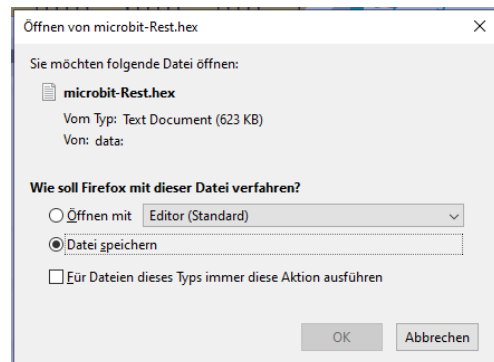 Öffnen von microbit-Rest.hex
Sie möchten folgende Datei öffnen:
microbit-Rest.hex
Vom Typ: Text Document (623 KB)
Von: data:
Wie soll Firefox mit dieser Datei verfahren?
Öffnen mit Editor (Standard)
Datei speichern
Für Dateien dieses Typs immer diese Aktion ausführen
OK Abbrechen